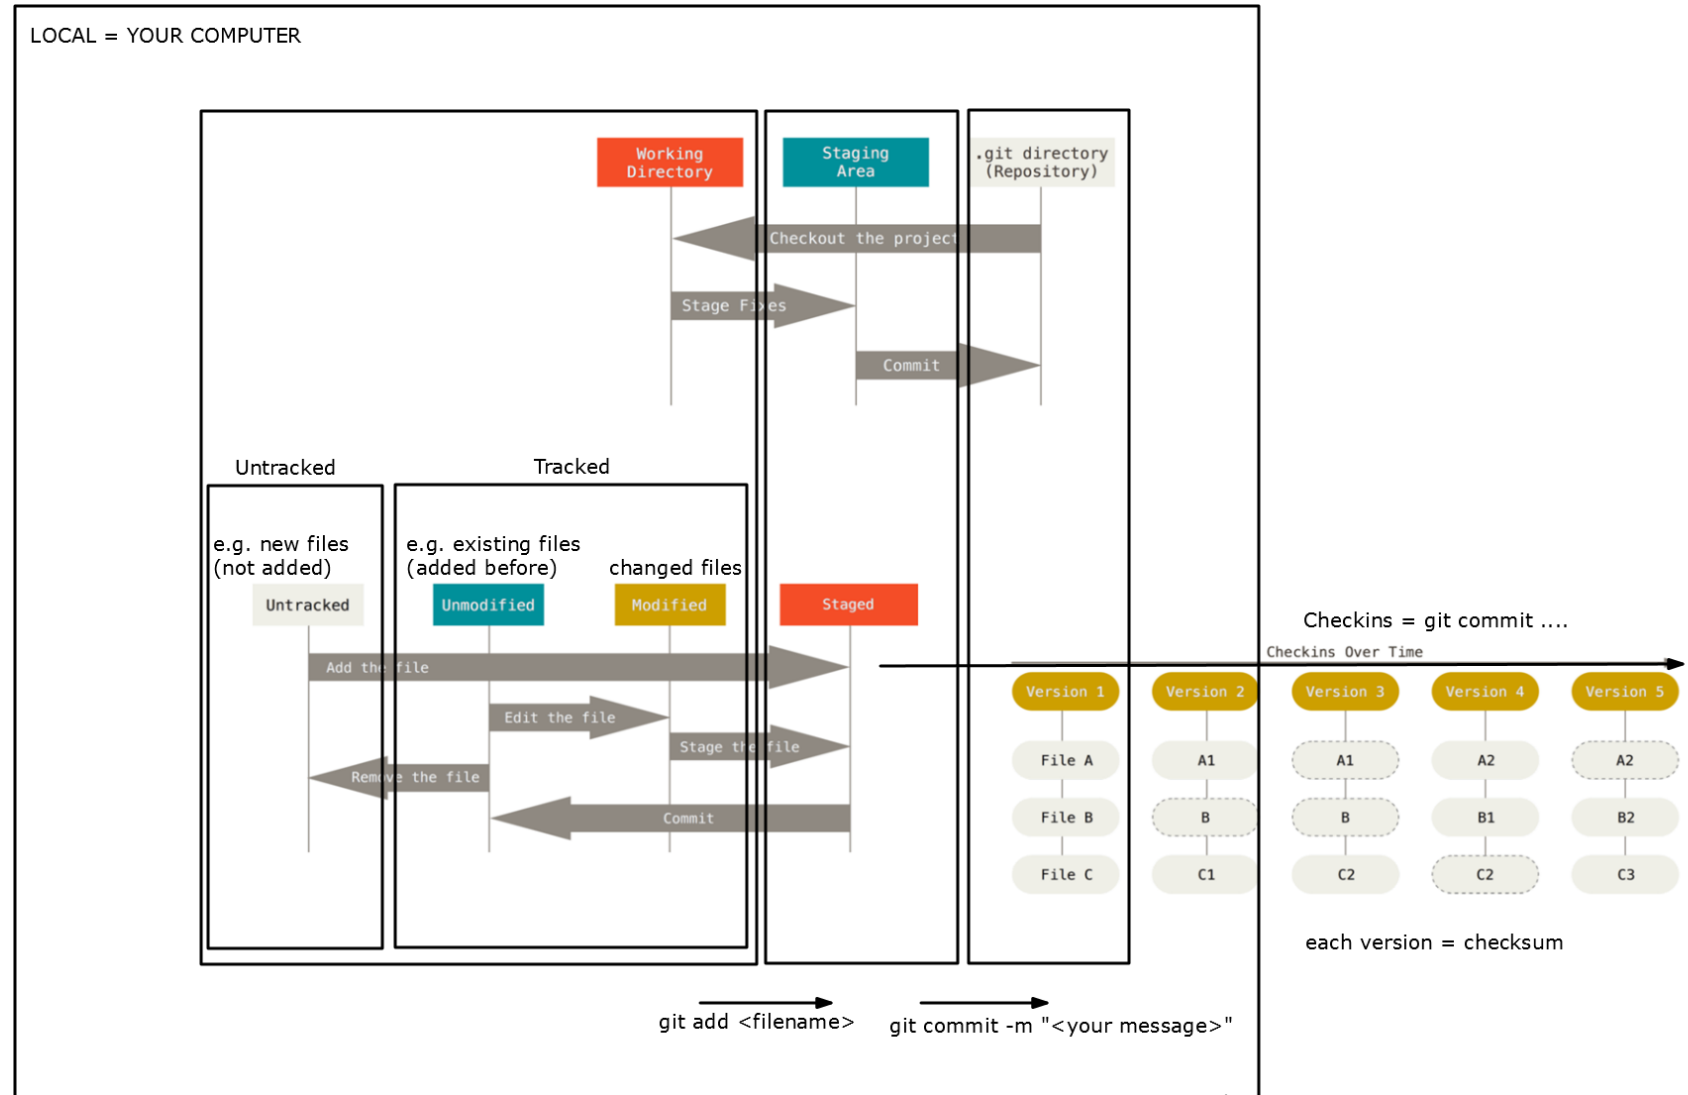 LOCAL = YOUR COMPUTER
Working
Directory
Staging
Area
.git directory
(Repository)
Checkout the project
Stage Fixes
Commit
Untracked
Tracked
e.g. new files
(not added)
e.g. existing files
(added before)
changed files
Untracked
Unmodified
Modified
Staged
Add the file
Edit the file
Stage the file
Remove the file
Commit
Checkins = git commit ....
Checkins Over Time
Version 1
Version 2
Version 3
Version 4
Version 5
File A
A1
A1
A2
A2
File B
B
B
B1
B2
File C
C1
C2
C2
C3
each version = checksum
git add <filename>
git commit -m "<your message>"